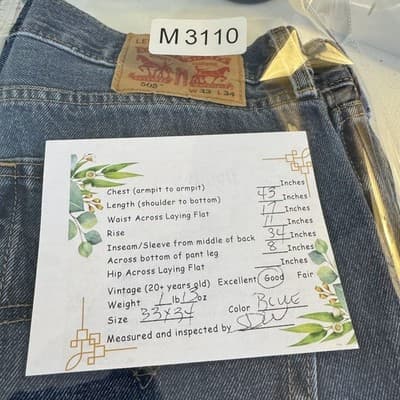 M 3110
LE
505
W 33 L 34
Chest (armpit to armpit) ___Inches
Length (shoulder to bottom) 43 Inches
Waist Across Laying Flat 17 Inches
Rise 11 Inches
Inseam/Sleeve from middle of back 34 Inches
Across bottom of pant leg 8 Inches
Hip Across Laying Flat ___Inches
Vintage (20+ years old) Excellent Good Fair
Weight 1 lb 13 oz Color BLUE
Size 33x34
Measured and inspected by